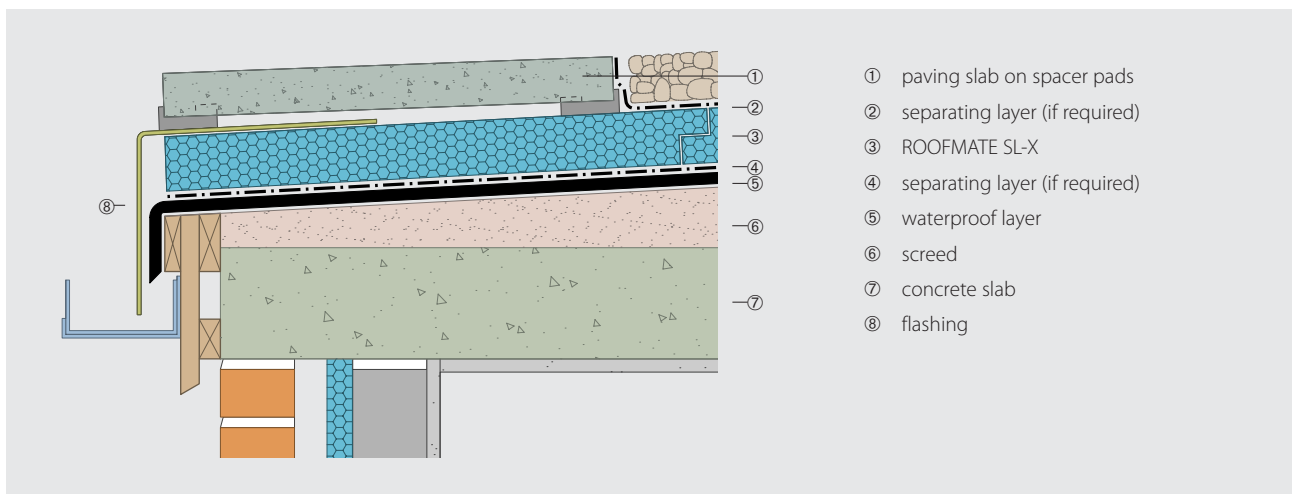 ①
②
③
④
⑤
⑥
⑦
⑧
① paving slab on spacer pads
② separating layer (if required)
③ ROOFMATE SL-X
④ separating layer (if required)
⑤ waterproof layer
⑥ screed
⑦ concrete slab
⑧ flashing